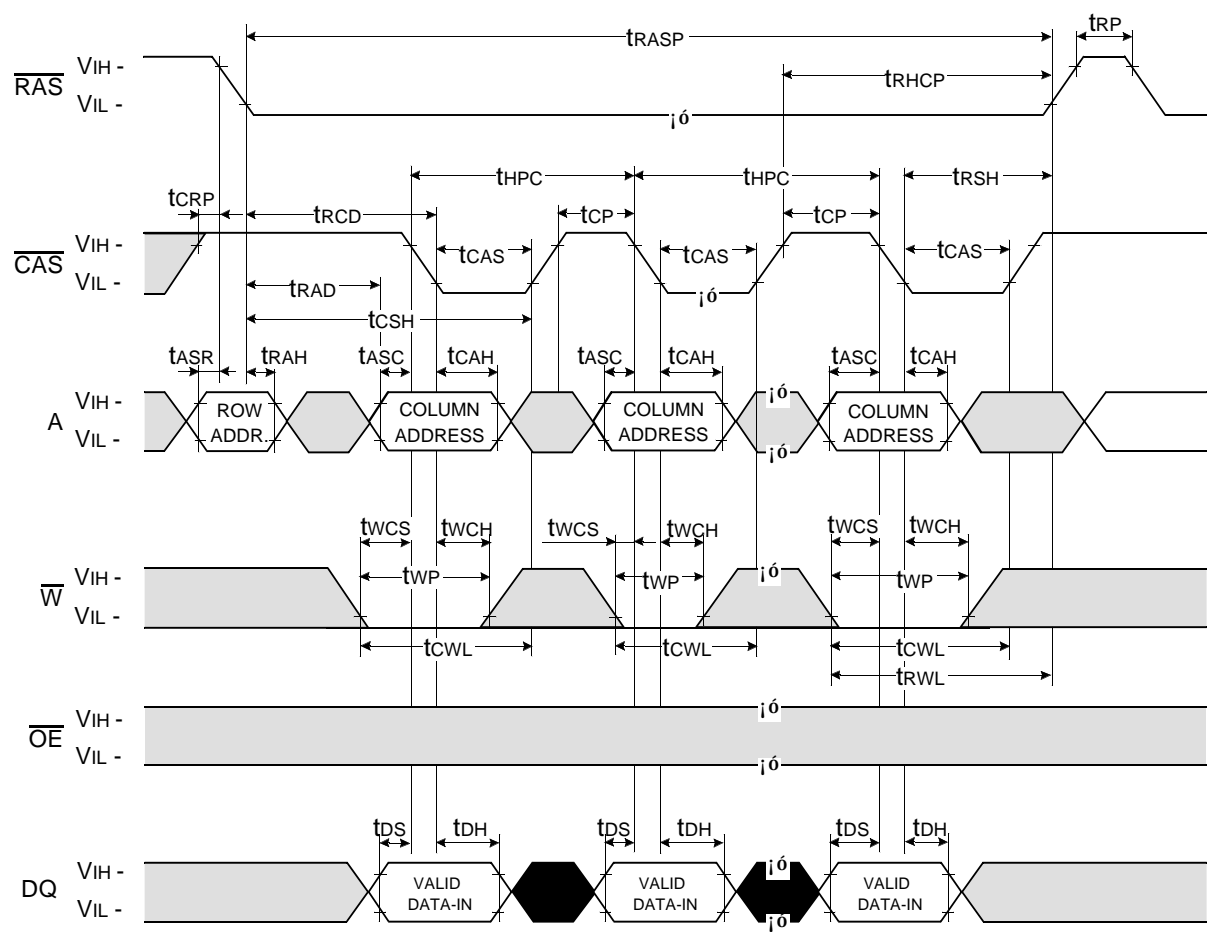 tRASP
tRP
RAS
VIH -
VIL -
tRHCP
¡ó
tCRP
tHPC
tHPC
tRSH
tRCD
tCP
tCP
CAS
VIH -
VIL -
tCAS
tCAS
tCAS
¡ó
tRAD
tCSH
tASR
tRAH
tASC
tCAH
tASC
tCAH
tASC
tCAH
A
VIH -
VIL -
ROW
ADDR.
COLUMN
ADDRESS
COLUMN
ADDRESS
¡ó
¡ó
COLUMN
ADDRESS
tWCS
tWCH
tWCS
tWCH
tWCS
tWCH
W
VIH -
VIL -
tWP
tWP
¡ó
tWP
tCWL
tCWL
tCWL
tRWL
OE
VIH -
VIL -
¡ó
¡ó
tDS
tDH
tDS
tDH
tDS
tDH
DQ
VIH -
VIL -
VALID
DATA-IN
VALID
DATA-IN
¡ó
¡ó
VALID
DATA-IN